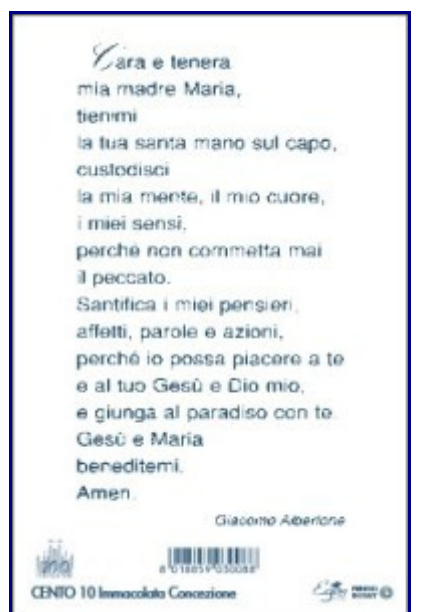 Cara e tenera
mia madre Maria,
tienimi
la tua santa mano sul capo,
custodisci
la mia mente, il mio cuore,
i miei sensi,
perché non commetta mai
il peccato.
Santifica i miei pensieri,
affetti, parole e azioni,
perché io possa piacere a te
e al tuo Gesù e Dio mio,
e giunga al paradiso con te.
Gesù e Maria
beneditemi.
Amen.
Giacomo Alberione
CENTO 10 Immacolata Concezione